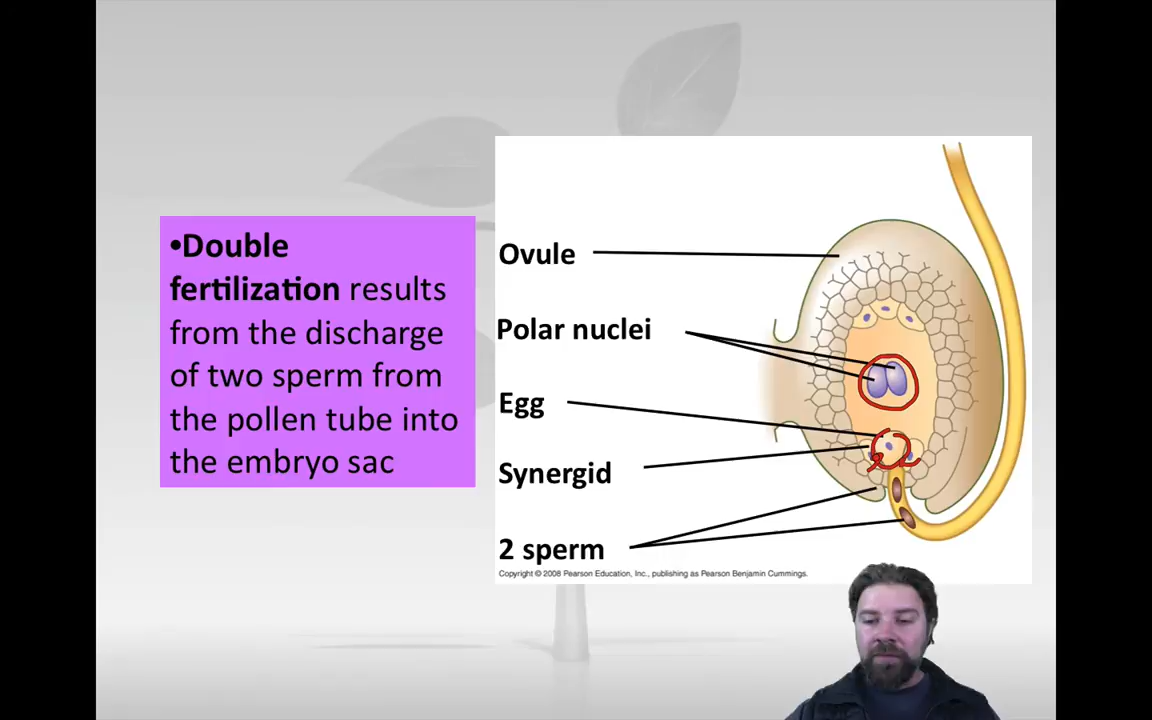 •Double
fertilization results
from the discharge
of two sperm from
the pollen tube into
the embryo sac
Ovule
Polar nuclei
Egg
Synergid
2 sperm
Copyright © 2008 Pearson Education, Inc., publishing as Pearson Benjamin Cummings.